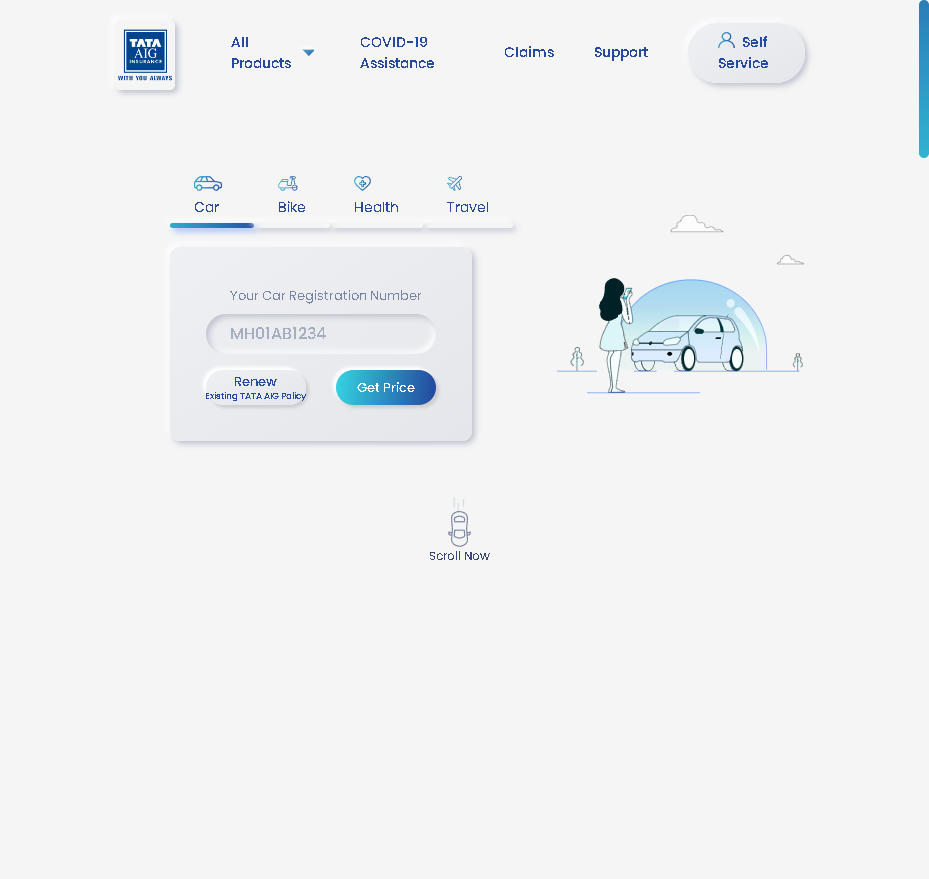 TATA
AIG
INSURANCE
WITH YOU ALWAYS
All
Products
COVID-19
Assistance
Claims
Support
Self
Service
Car
Bike
Health
Travel
Your Car Registration Number
MH01AB1234
Renew
Existing TATA AIG Policy
Get Price
Scroll Now